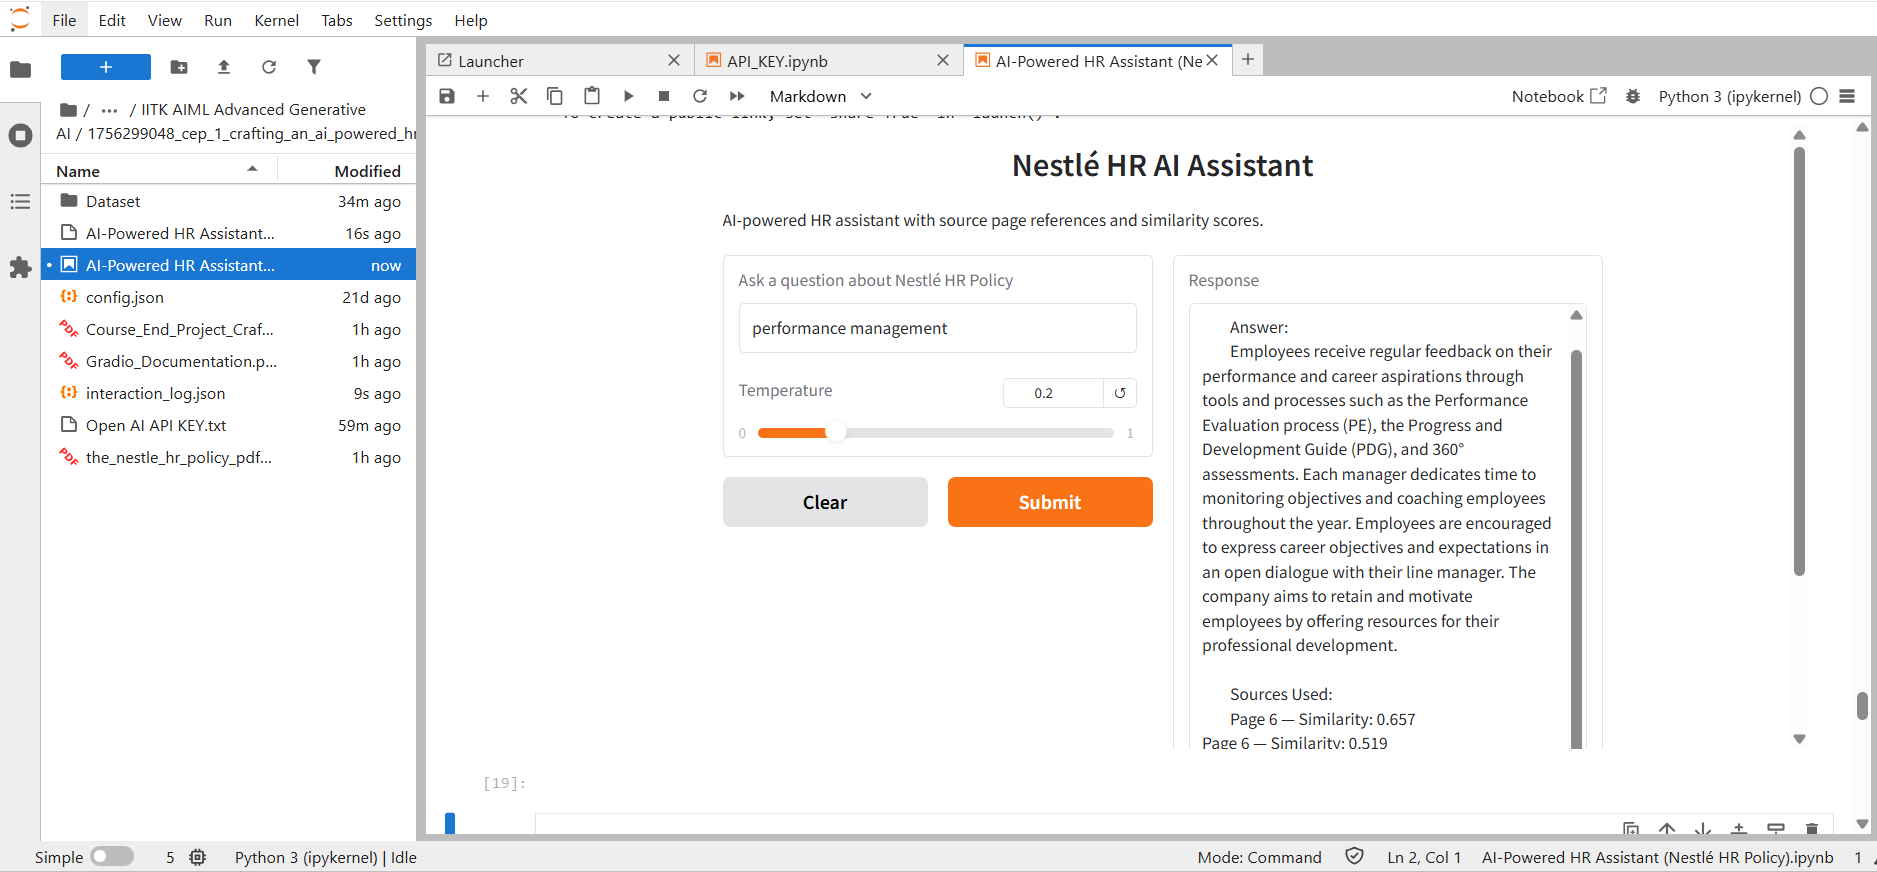 File Edit View Run Kernel Tabs Settings Help
/ ... / IITK AIML Advanced Generative
AI / 1756299048_cep_1_crafting_an_ai_powered_hr
Name Modified
Dataset 34m ago
AI-Powered HR Assistant... 16s ago
AI-Powered HR Assistant... now
config.json 21d ago
Course_End_Project_Craf... 1h ago
Gradio_Documentation.p... 1h ago
interaction_log.json 9s ago
Open AI API KEY.txt 59m ago
the_nestle_hr_policy_pdf... 1h ago
Launcher
API_KEY.ipynb
AI-Powered HR Assistant (Ne
Markdown
Notebook
Python 3 (ipykernel)
To create a public link, set `share=True` in `launch()`.
Nestlé HR AI Assistant
AI-powered HR assistant with source page references and similarity scores.
Ask a question about Nestlé HR Policy
performance management
Temperature
0.2
0 1
Clear Submit
Response
Answer:
Employees receive regular feedback on their
performance and career aspirations through
tools and processes such as the Performance
Evaluation process (PE), the Progress and
Development Guide (PDG), and 360°
assessments. Each manager dedicates time to
monitoring objectives and coaching employees
throughout the year. Employees are encouraged
to express career objectives and expectations in
an open dialogue with their line manager. The
company aims to retain and motivate
employees by offering resources for their
professional development.
Sources Used:
Page 6 — Similarity: 0.657
Page 6 — Similarity: 0.519
[19]:
Simple 5 Python 3 (ipykernel) | Idle
Mode: Command Ln 2, Col 1 AI-Powered HR Assistant (Nestlé HR Policy).ipynb 1